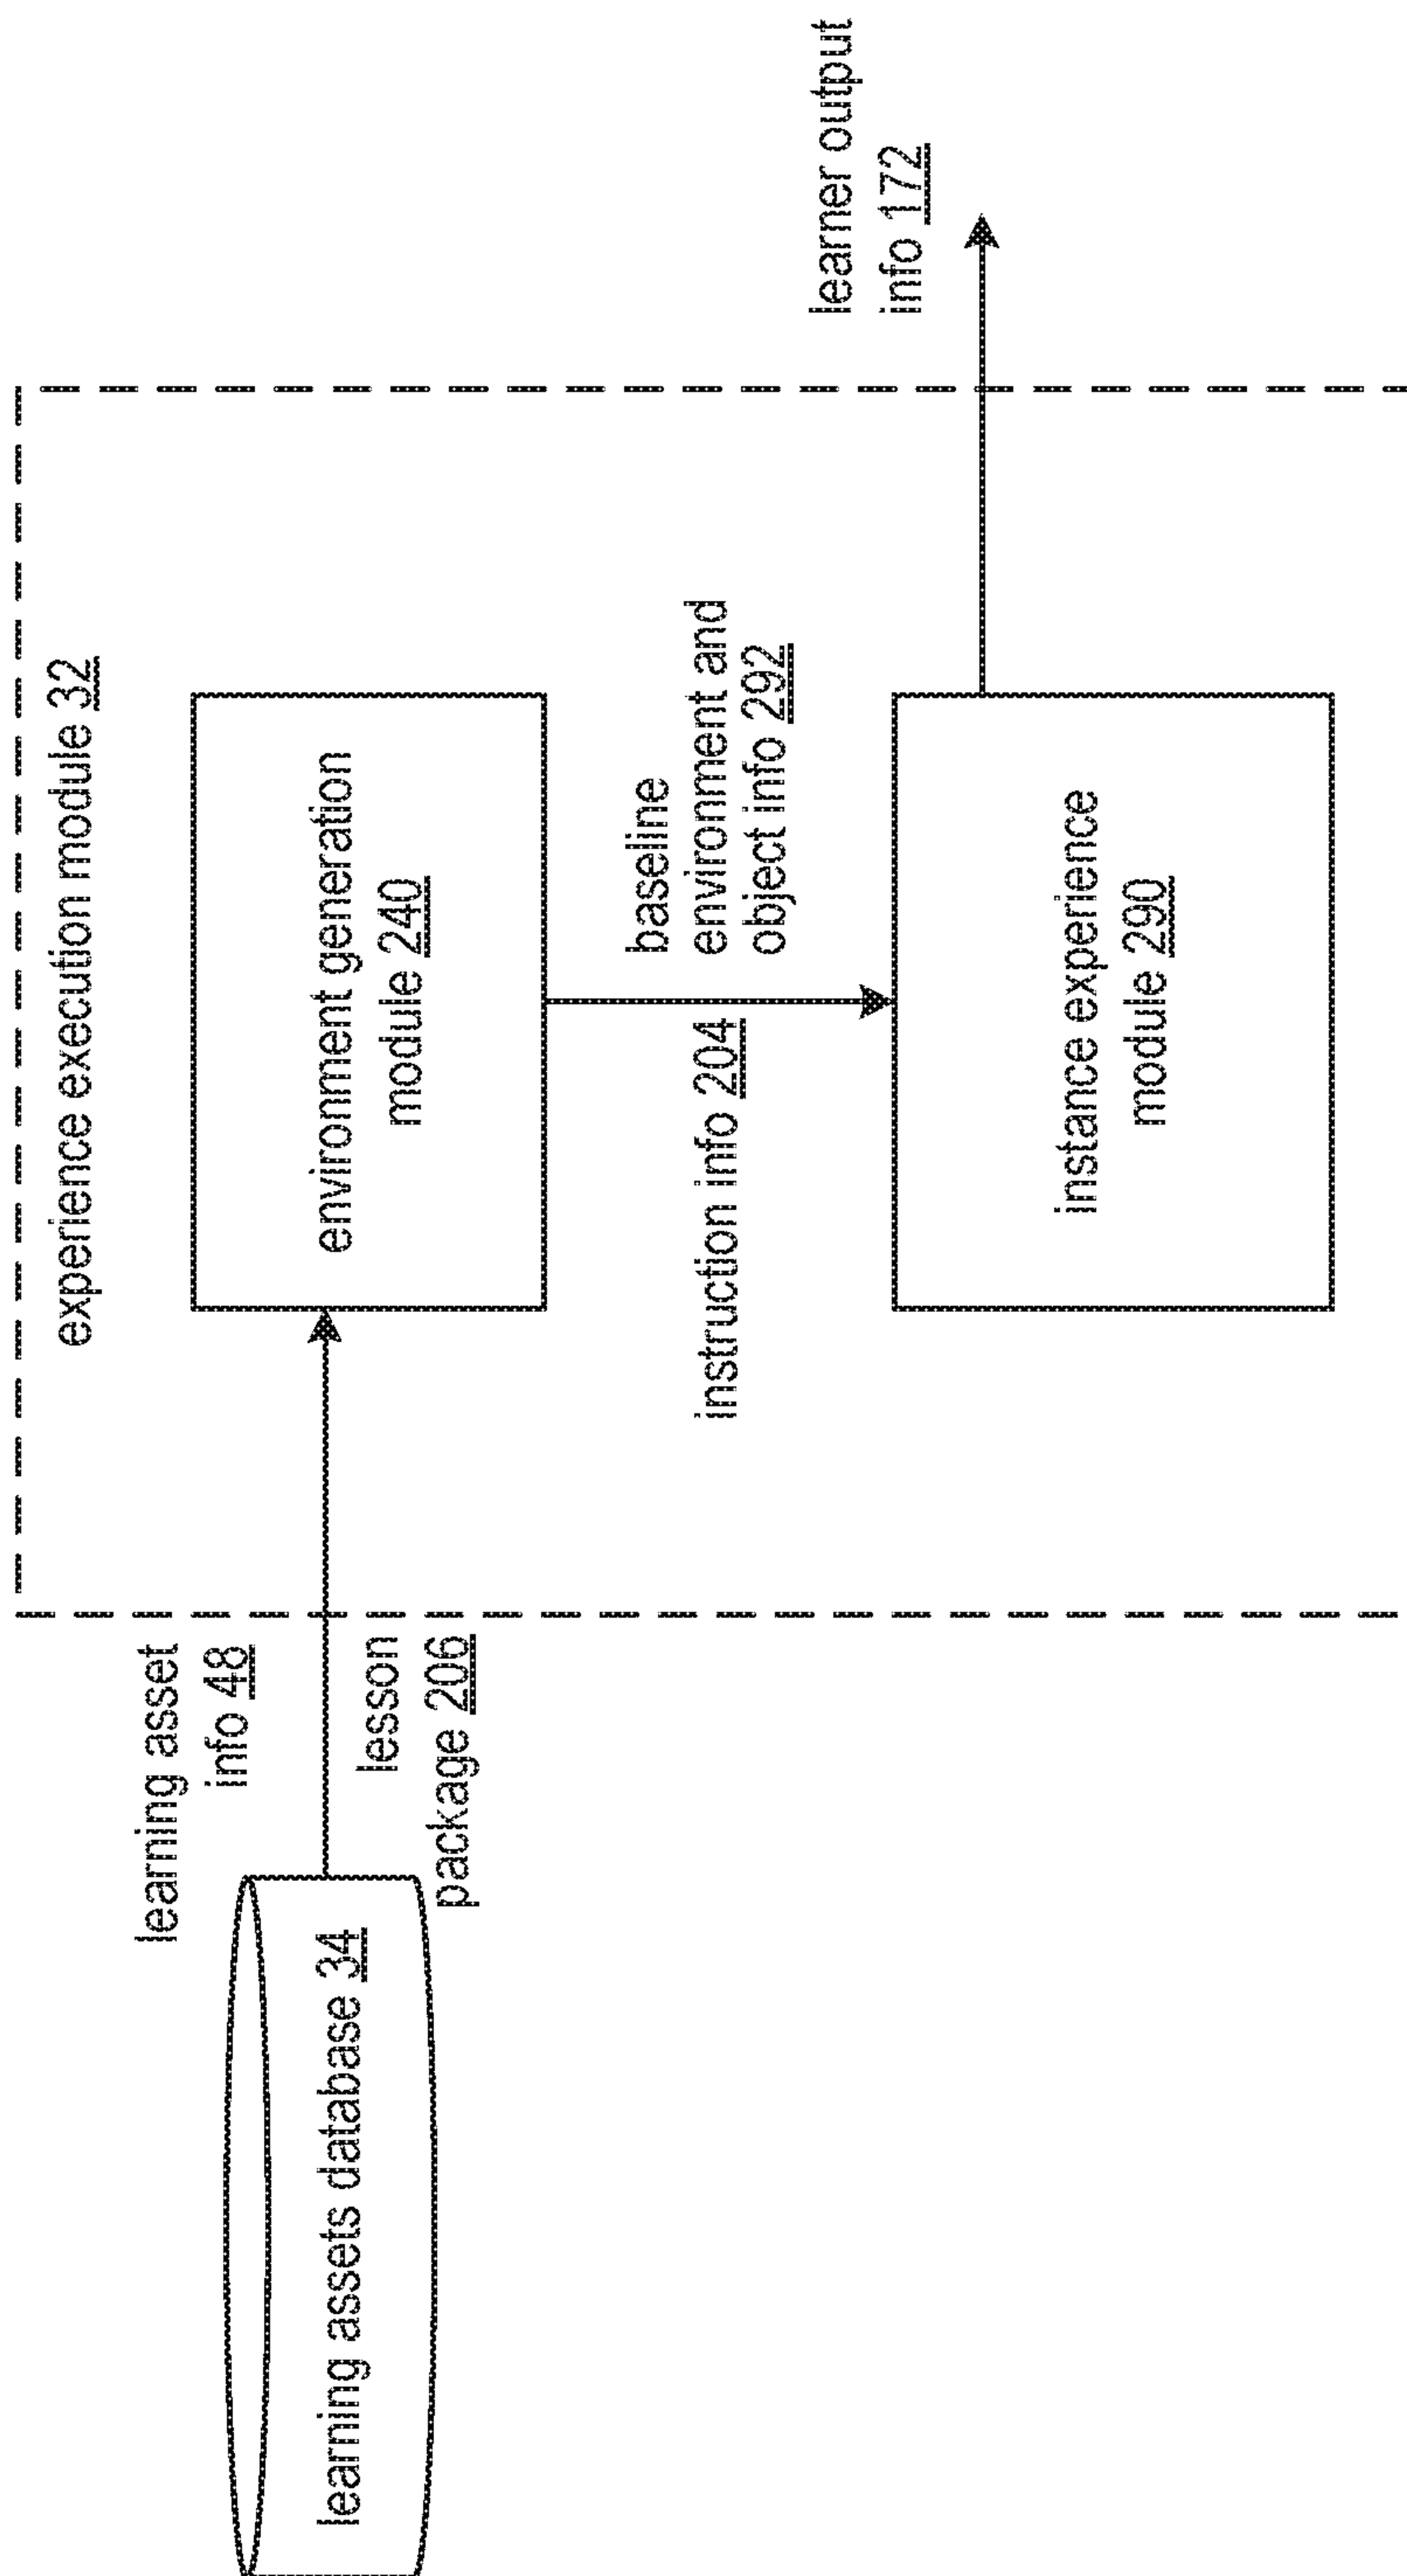 experience execution module 32
learning asset
info 48
lesson
package 206
learning assets database 34
environment generation
module 240
instruction info 204
baseline
environment and
object info 292
instance experience
module 290
learner output
info 172